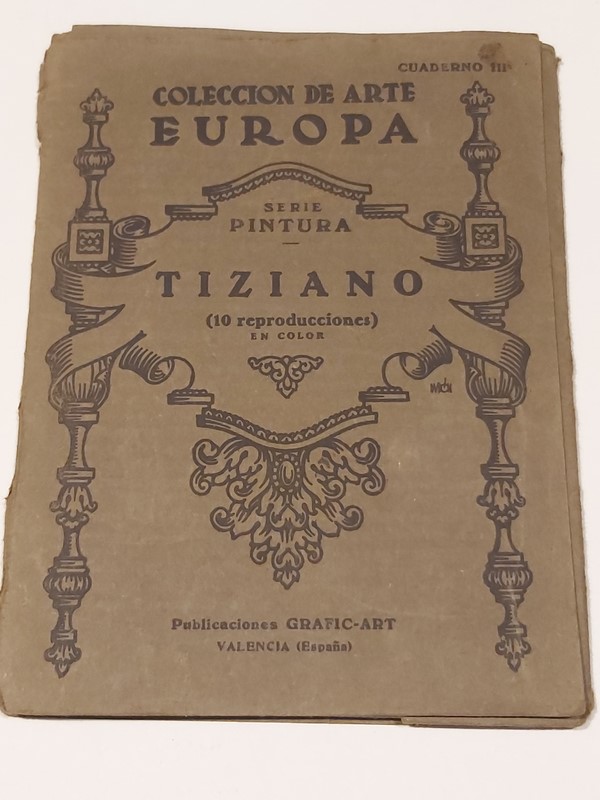 CUADERNO III
COLECCION DE ARTE
EUROPA
SERIE
PINTURA
TIZIANO
(10 reproducciones)
EN COLOR
Publicaciones GRAFIC-ART
VALENCIA (España)